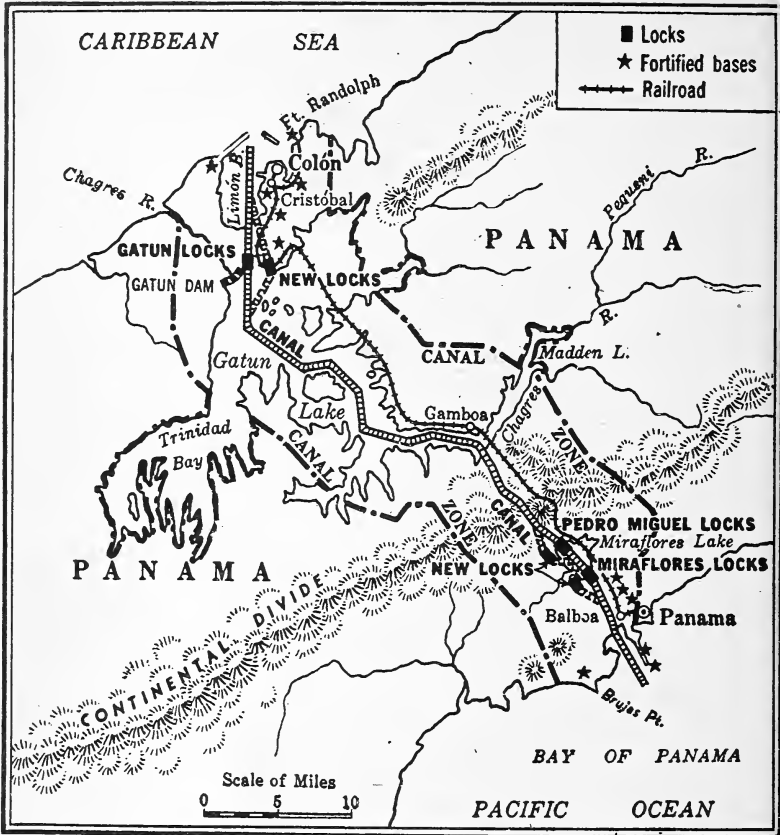 CARIBBEAN SEA
Locks
Fortified bases
Railroad
Ft. Randolph
Colón
Cristóbal
Limón B.
Chagres R.
Pequeni R.
PANAMA
GATUN LOCKS
GATUN DAM
NEW LOCKS
CANAL
R.
Madden L.
CANAL
Gatun
Lake
Gamboa
Chagres
Trinidad
Bay
CANAL
ZONE
ZONE
CANAL
PEDRO MIGUEL LOCKS
Miraflores Lake
MIRAFLORES LOCKS
NEW LOCKS
PANAMA
Balboa
Panama
CONTINENTAL DIVIDE
Brujas Pt.
BAY OF PANAMA
Scale of Miles
0 5 10
PACIFIC OCEAN